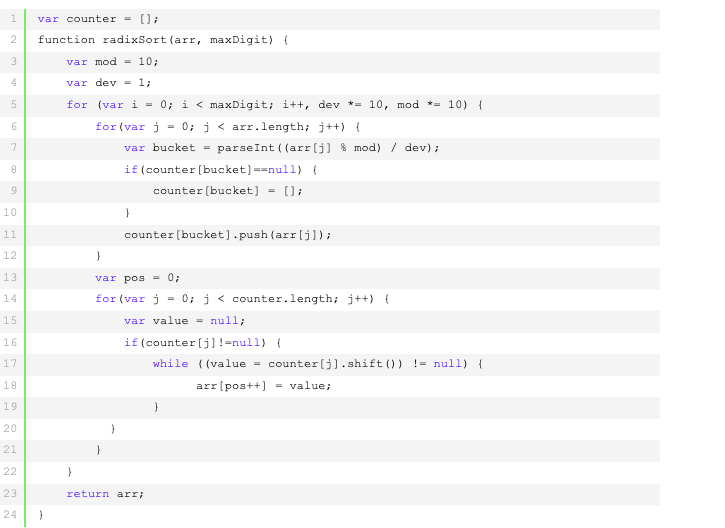 1 var counter = [];
2 function radixSort(arr, maxDigit) {
3     var mod = 10;
4     var dev = 1;
5     for (var i = 0; i < maxDigit; i++, dev *= 10, mod *= 10) {
6         for(var j = 0; j < arr.length; j++) {
7             var bucket = parseInt((arr[j] % mod) / dev);
8             if(counter[bucket]==null) {
9                 counter[bucket] = [];
10             }
11             counter[bucket].push(arr[j]);
12         }
13         var pos = 0;
14         for(var j = 0; j < counter.length; j++) {
15             var value = null;
16             if(counter[j]!=null) {
17                 while ((value = counter[j].shift()) != null) {
18                       arr[pos++] = value;
19                 }
20           }
21         }
22     }
23     return arr;
24 }